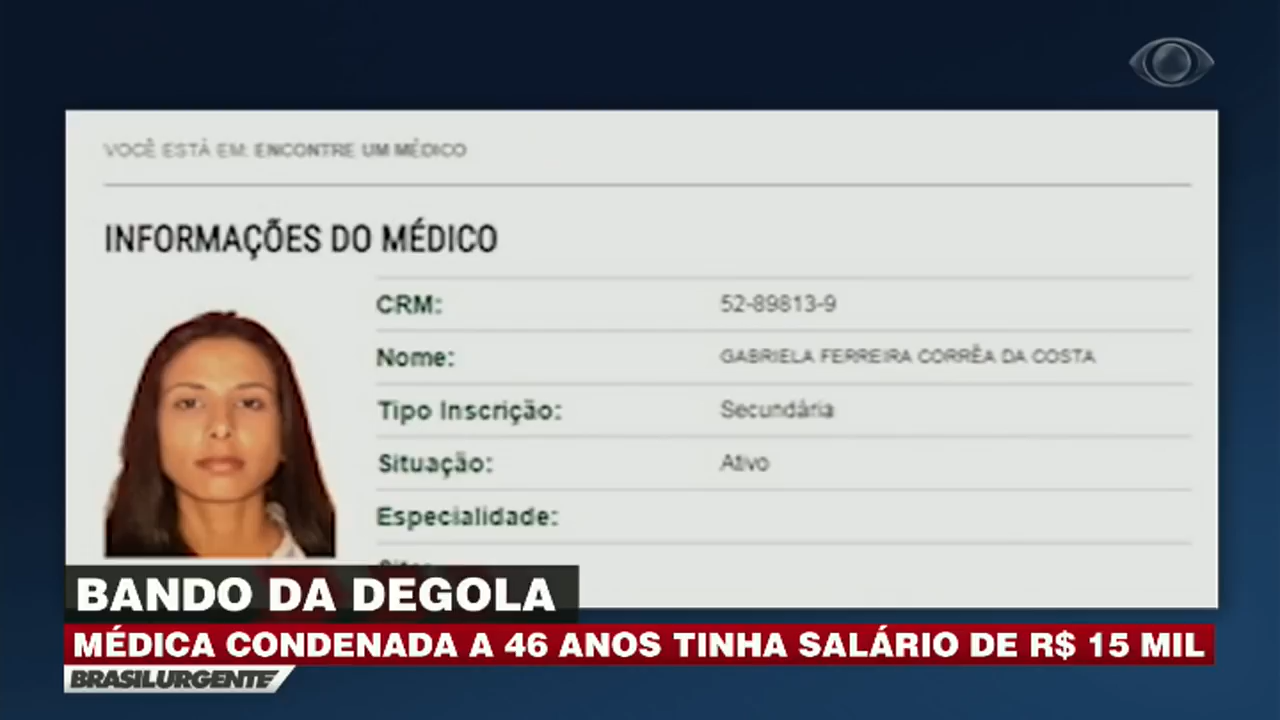 VOCÊ ESTÁ EM: ENCONTRE UM MÉDICO
INFORMAÇÕES DO MÉDICO
CRM: 52-89813-9
Nome: GABRIELA FERREIRA CORRÊA DA COSTA
Tipo Inscrição: Secundária
Situação: Ativo
Especialidade:
BANDO DA DEGOLA
MÉDICA CONDENADA A 46 ANOS TINHA SALÁRIO DE R$ 15 MIL
BRASILURGENTE